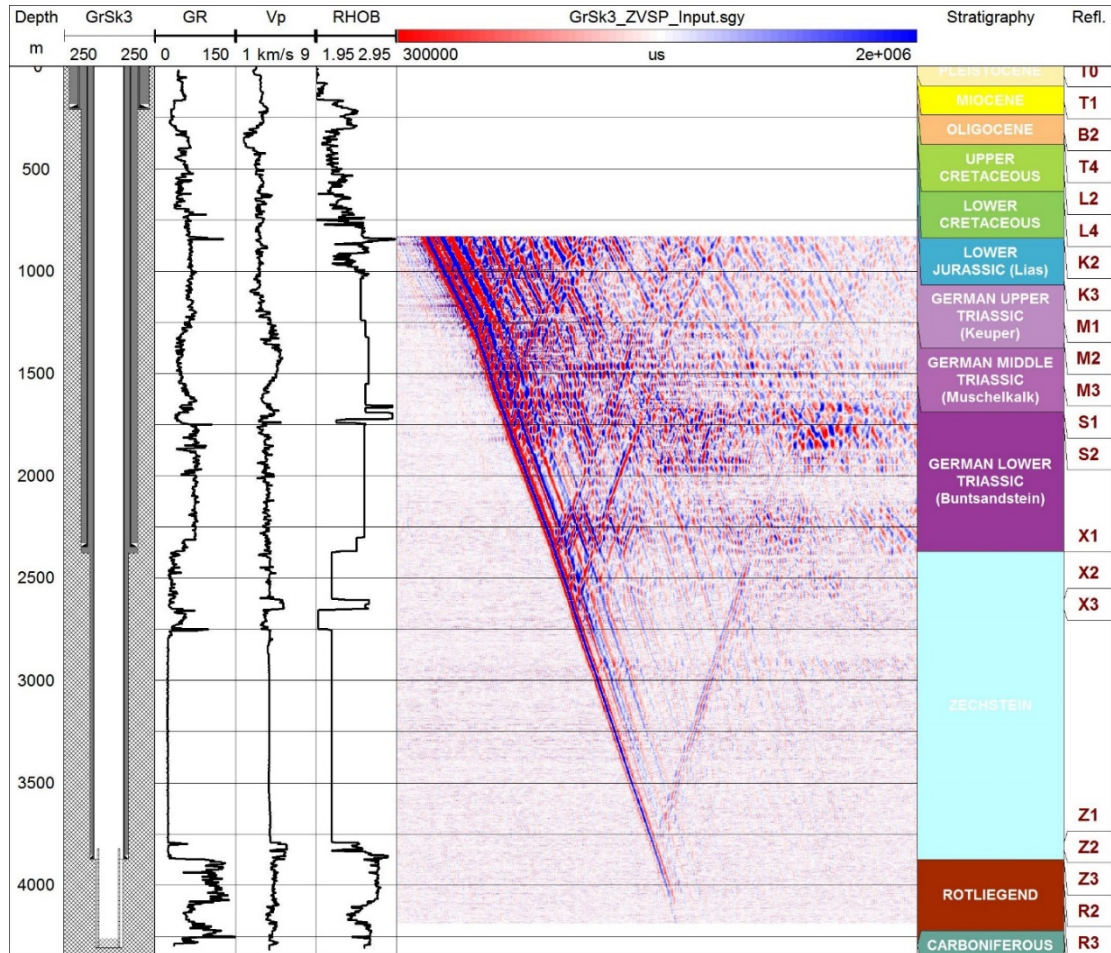 Depth GrSk3 GR Vp RHOB GrSk3_ZVSP_Input.sgy Stratigraphy Refl.
m 250 250 0 150 1 km/s 9 1.95 2.95 300000 us 2e+006
0
500
1000
1500
2000
2500
3000
3500
4000
PLEISTOCENE
MIOCENE
OLIGOCENE
UPPER
CRETACEOUS
LOWER
CRETACEOUS
LOWER
JURASSIC (Lias)
GERMAN UPPER
TRIASSIC
(Keuper)
GERMAN MIDDLE
TRIASSIC
(Muschelkalk)
GERMAN LOWER
TRIASSIC
(Buntsandstein)
ZECHSTEIN
ROTLIEGEND
CARBONIFEROUS
T0
T1
B2
T4
L2
L4
K2
K3
M1
M2
M3
S1
S2
X1
X2
X3
Z1
Z2
Z3
R2
R3